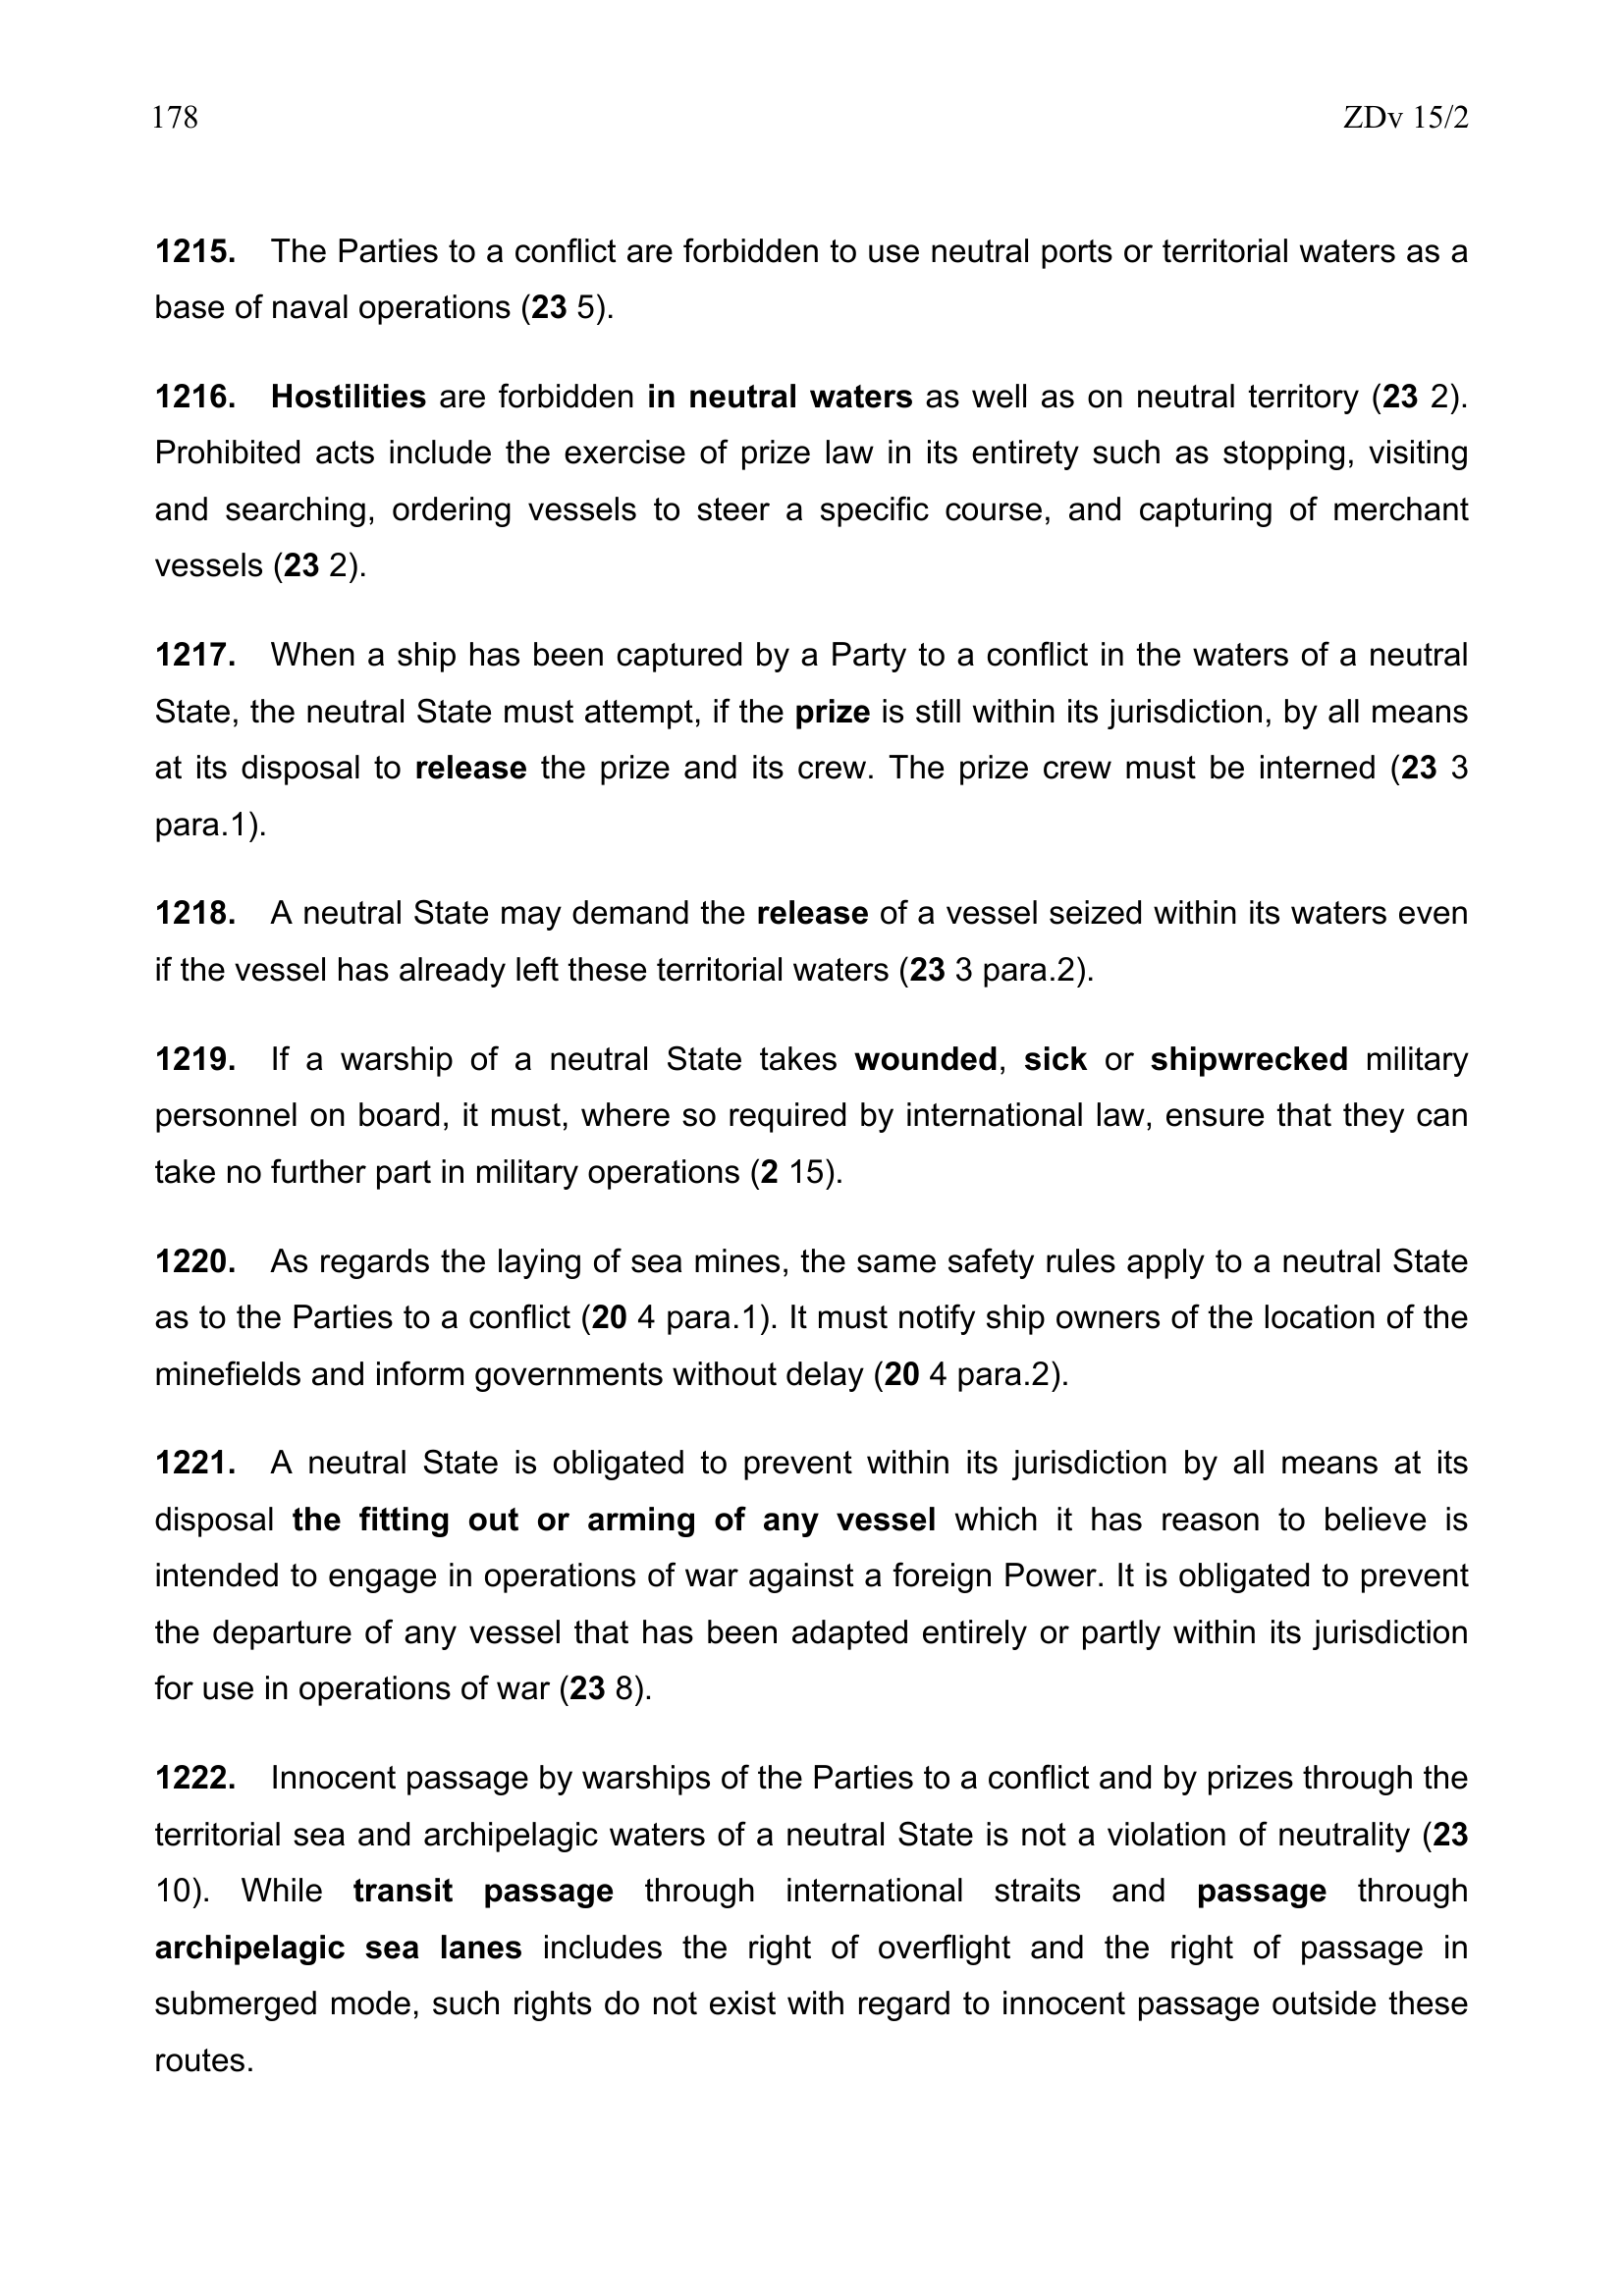 178 ZDv 15/2
1215. The Parties to a conflict are forbidden to use neutral ports or territorial waters as a
base of naval operations (23 5).
1216. Hostilities are forbidden in neutral waters as well as on neutral territory (23 2).
Prohibited acts include the exercise of prize law in its entirety such as stopping, visiting
and searching, ordering vessels to steer a specific course, and capturing of merchant
vessels (23 2).
1217. When a ship has been captured by a Party to a conflict in the waters of a neutral
State, the neutral State must attempt, if the prize is still within its jurisdiction, by all means
at its disposal to release the prize and its crew. The prize crew must be interned (23 3
para.1).
1218. A neutral State may demand the release of a vessel seized within its waters even
if the vessel has already left these territorial waters (23 3 para.2).
1219. If a warship of a neutral State takes wounded, sick or shipwrecked military
personnel on board, it must, where so required by international law, ensure that they can
take no further part in military operations (2 15).
1220. As regards the laying of sea mines, the same safety rules apply to a neutral State
as to the Parties to a conflict (20 4 para.1). It must notify ship owners of the location of the
minefields and inform governments without delay (20 4 para.2).
1221. A neutral State is obligated to prevent within its jurisdiction by all means at its
disposal the fitting out or arming of any vessel which it has reason to believe is
intended to engage in operations of war against a foreign Power. It is obligated to prevent
the departure of any vessel that has been adapted entirely or partly within its jurisdiction
for use in operations of war (23 8).
1222. Innocent passage by warships of the Parties to a conflict and by prizes through the
territorial sea and archipelagic waters of a neutral State is not a violation of neutrality (23
10). While transit passage through international straits and passage through
archipelagic sea lanes includes the right of overflight and the right of passage in
submerged mode, such rights do not exist with regard to innocent passage outside these
routes.